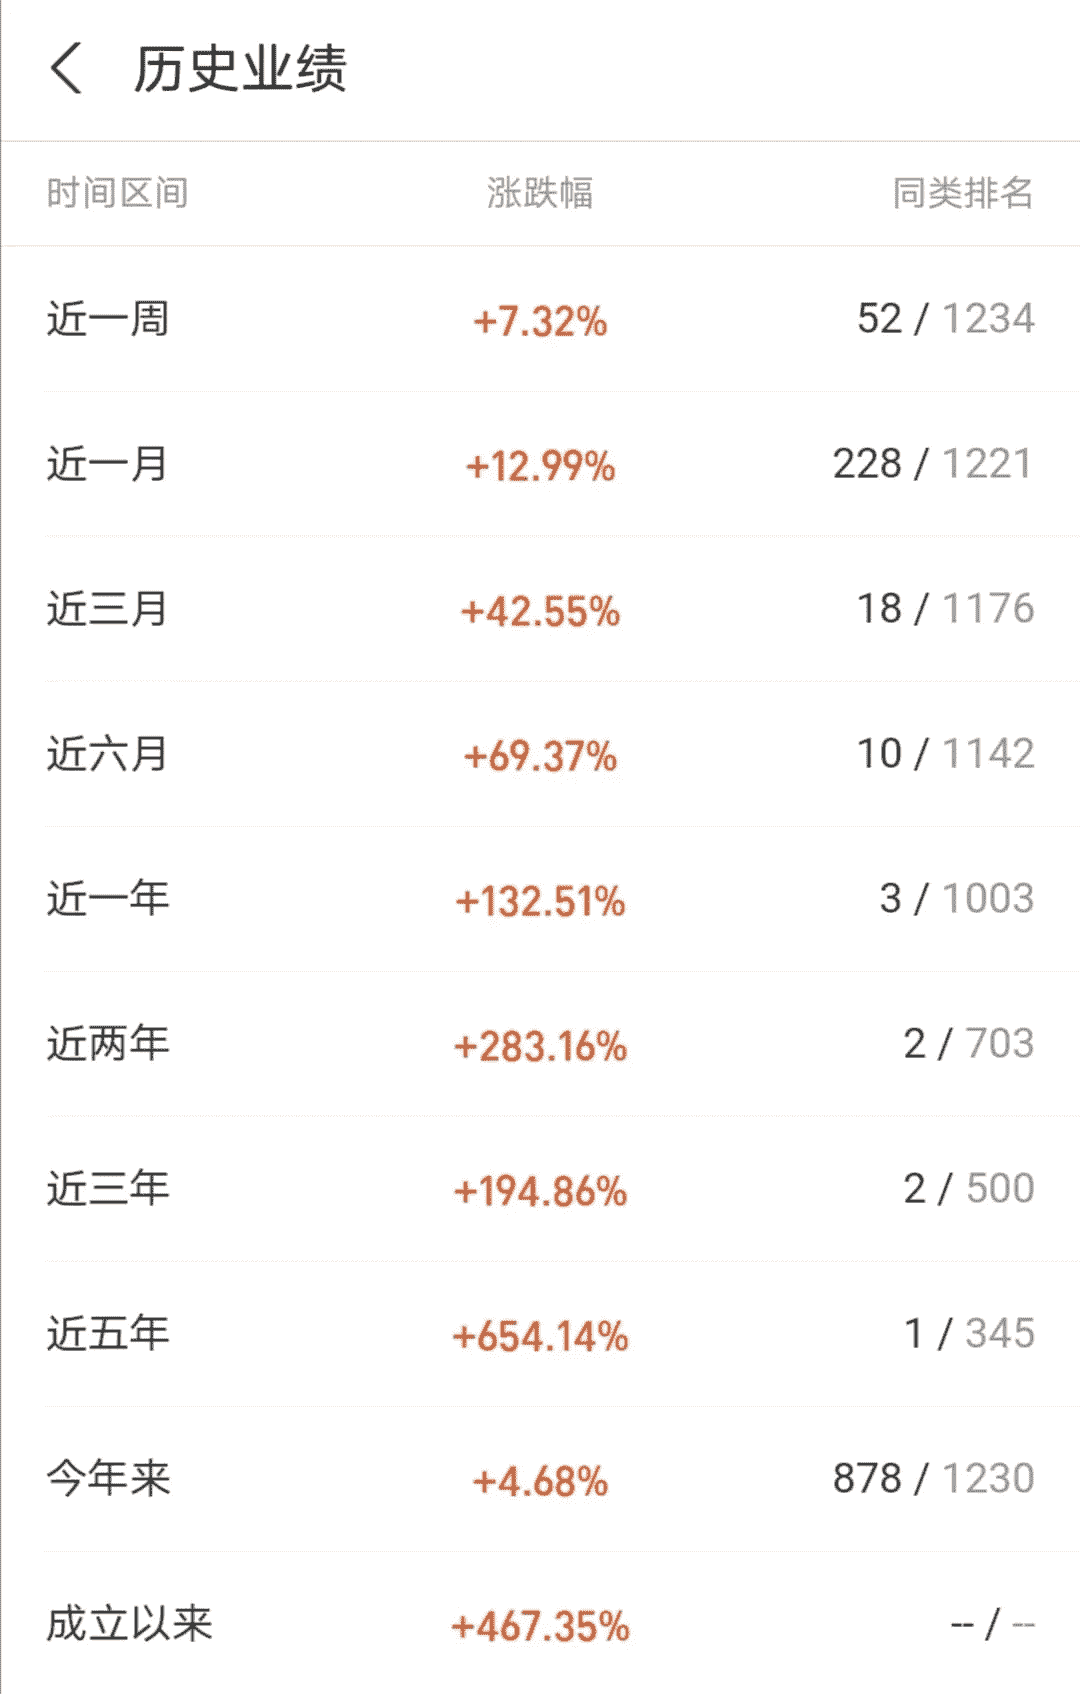 历史业绩
时间区间 涨跌幅 同类排名
近一周 +7.32% 52 / 1234
近一月 +12.99% 228 / 1221
近三月 +42.55% 18 / 1176
近六月 +69.37% 10 / 1142
近一年 +132.51% 3 / 1003
近两年 +283.16% 2 / 703
近三年 +194.86% 2 / 500
近五年 +654.14% 1 / 345
今年来 +4.68% 878 / 1230
成立以来 +467.35% -- / --